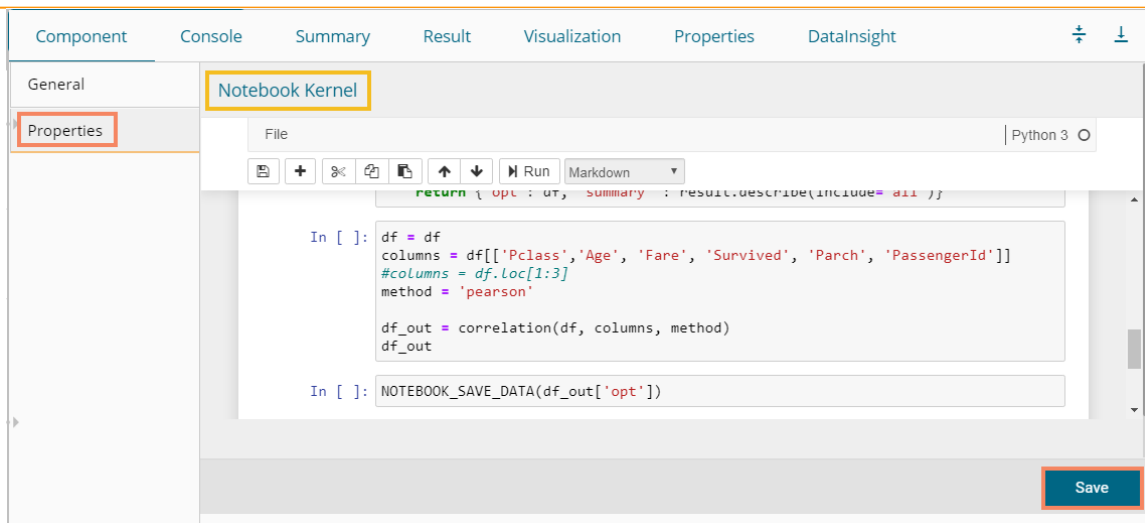 Component Console Summary Result Visualization Properties DataInsight
General
Notebook Kernel
Properties
File
Python 3
Run Markdown
return { 'opt': df, 'summary' : result.describe(include='all')}
In [ ]: df = df
columns = df[['Pclass','Age', 'Fare', 'Survived', 'Parch', 'PassengerId']]
#columns = df.loc[1:3]
method = 'pearson'
df_out = correlation(df, columns, method)
df_out
In [ ]: NOTEBOOK_SAVE_DATA(df_out['opt'])
Save